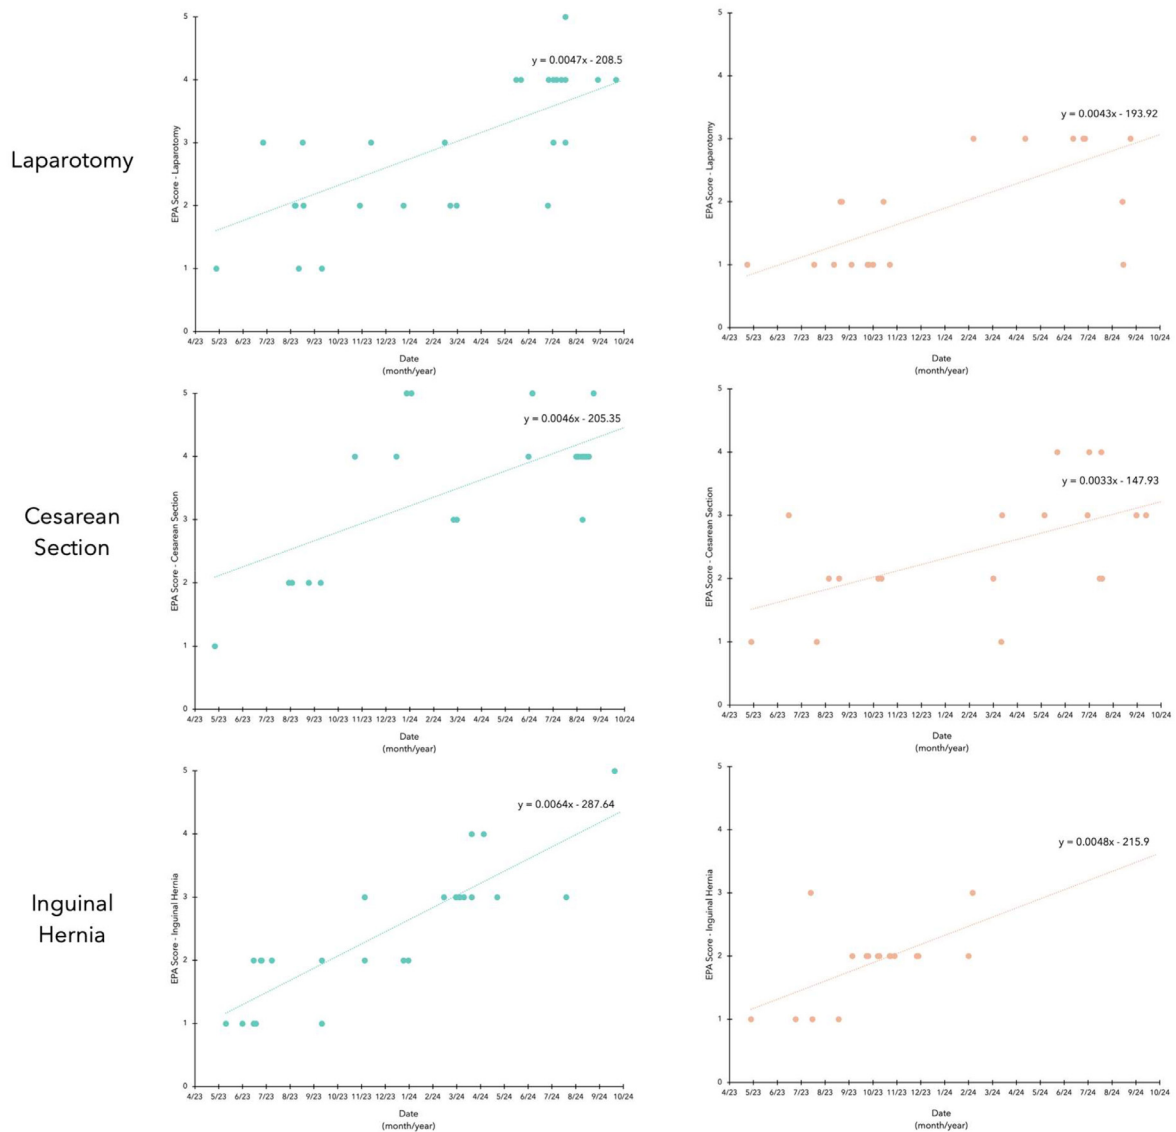 Laparotomy
EPA Score - Laparotomy
5
4
3
2
1
0
y = 0.0047x - 208.5
4/23 5/23 6/23 7/23 8/23 9/23 10/23 11/23 12/23 1/24 2/24 3/24 4/24 5/24 6/24 7/24 8/24 9/24 10/24
Date
(month/year)
EPA Score - Laparotomy
5
4
3
2
1
0
y = 0.0043x - 193.92
4/23 5/23 6/23 7/23 8/23 9/23 10/23 11/23 12/23 1/24 2/24 3/24 4/24 5/24 6/24 7/24 8/24 9/24 10/24
Date
(month/year)
Cesarean
Section
EPA Score - Cesarean Section
5
4
3
2
1
0
y = 0.0046x - 205.35
4/23 5/23 6/23 7/23 8/23 9/23 10/23 11/23 12/23 1/24 2/24 3/24 4/24 5/24 6/24 7/24 8/24 9/24 10/24
Date
(month/year)
EPA Score - Cesarean Section
5
4
3
2
1
0
y = 0.0033x - 147.93
4/23 5/23 6/23 7/23 8/23 9/23 10/23 11/23 12/23 1/24 2/24 3/24 4/24 5/24 6/24 7/24 8/24 9/24 10/24
Date
(month/year)
Inguinal
Hernia
EPA Score - Inguinal Hernia
5
4
3
2
1
0
y = 0.0064x - 287.64
4/23 5/23 6/23 7/23 8/23 9/23 10/23 11/23 12/23 1/24 2/24 3/24 4/24 5/24 6/24 7/24 8/24 9/24 10/24
Date
(month/year)
EPA Score - Inguinal Hernia
5
4
3
2
1
0
y = 0.0048x - 215.9
4/23 5/23 6/23 7/23 8/23 9/23 10/23 11/23 12/23 1/24 2/24 3/24 4/24 5/24 6/24 7/24 8/24 9/24 10/24
Date
(month/year)